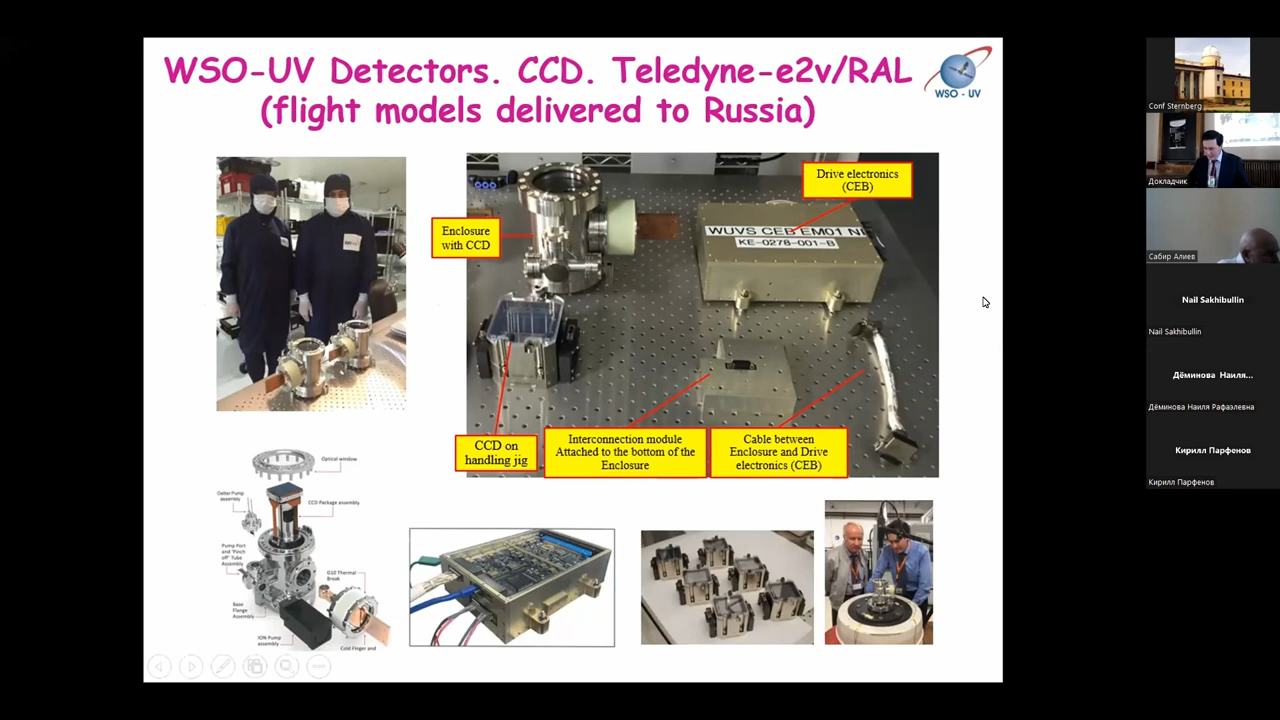 WSO-UV Detectors. CCD. Teledyne-e2v/RAL
(flight models delivered to Russia)
WSO - UV
Drive electronics
(CEB)
Enclosure
with CCD
WUVS CEB EM01 N
KE-0278-001-B
CCD on
handling jig
Interconnection module
Attached to the bottom of the
Enclosure
Cable between
Enclosure and Drive
electronics (CEB)
Optical window
Getter Pump
assembly
CCD Package assembly
Pump Port
and "Pinch
off" Tube
Assembly
G10 Thermal
Break
Base
Flange
Assembly
ION Pump
assembly
Cold Finger and
Conf Sternberg
Докладчик
Сабир Алиев
Nail Sakhibullin
Nail Sakhibullin
Дёминова Наиля...
Дёминова Наиля Рафаэлевна
Кирилл Парфенов
Кирилл Парфенов